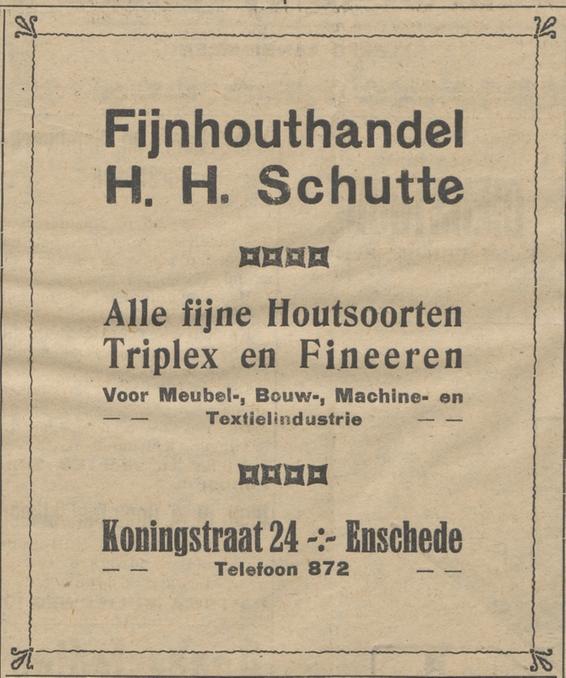 Fijnhouthandel
H. H. Schutte
Alle fijne Houtsoorten
Triplex en Fineeren
Voor Meubel-, Bouw-, Machine- en
— — Textielindustrie — —
Koningstraat 24 -:- Enschede
— — Telefoon 872 — —